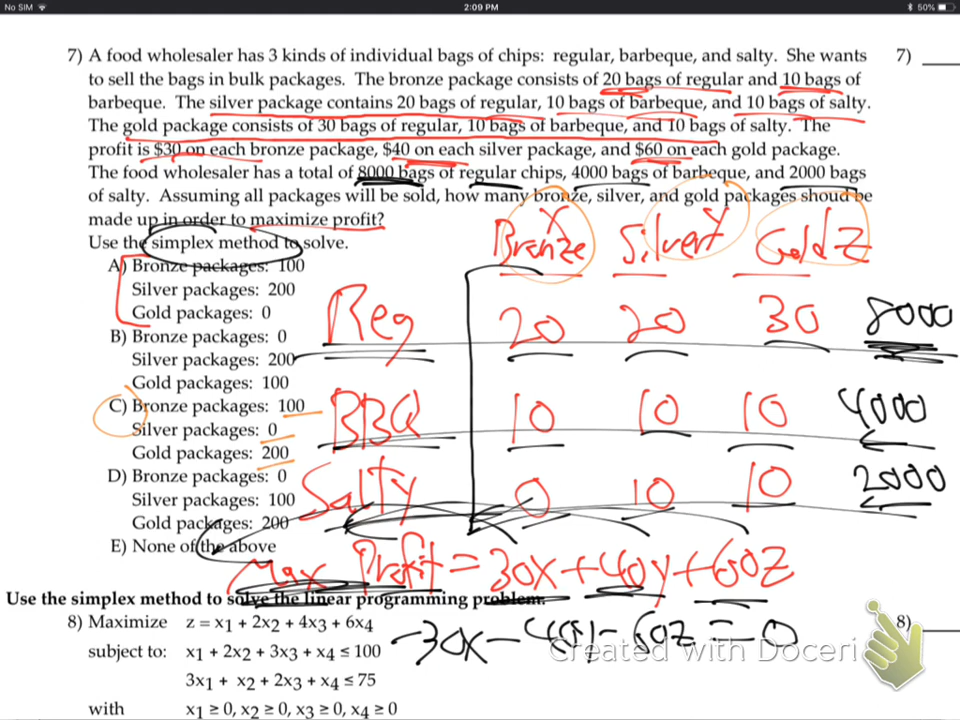 No SIM 2:09 PM 50%
7) A food wholesaler has 3 kinds of individual bags of chips: regular, barbeque, and salty. She wants 7)
to sell the bags in bulk packages. The bronze package consists of 20 bags of regular and 10 bags of
barbeque. The silver package contains 20 bags of regular, 10 bags of barbeque, and 10 bags of salty.
The gold package consists of 30 bags of regular, 10 bags of barbeque, and 10 bags of salty. The
profit is $30 on each bronze package, $40 on each silver package, and $60 on each gold package.
The food wholesaler has a total of 8000 bags of regular chips, 4000 bags of barbeque, and 2000 bags
of salty. Assuming all packages will be sold, how many bronze, silver, and gold packages shoud be
made up in order to maximize profit?
Use the simplex method to solve.
X Y Z
Bronze Silver Gold
A) Bronze packages: 100
Silver packages: 200
Gold packages: 0
Reg 20 20 30 8000
B) Bronze packages: 0
Silver packages: 200
Gold packages: 100
C) Bronze packages: 100
Silver packages: 0
Gold packages: 200
BBQ 10 10 10 4000
D) Bronze packages: 0
Silver packages: 100
Gold packages: 200
Salty 0 10 10 2000
E) None of the above
Max Profit = 30x + 40y + 60z
Use the simplex method to solve the linear programming problem.
8) Maximize z = x1 + 2x2 + 4x3 + 6x4 8)
-30x - 40y - 60z = 0
Created with Doceri
subject to: x1 + 2x2 + 3x3 + x4 ≤ 100
3x1 + x2 + 2x3 + x4 ≤ 75
with x1 ≥ 0, x2 ≥ 0, x3 ≥ 0, x4 ≥ 0